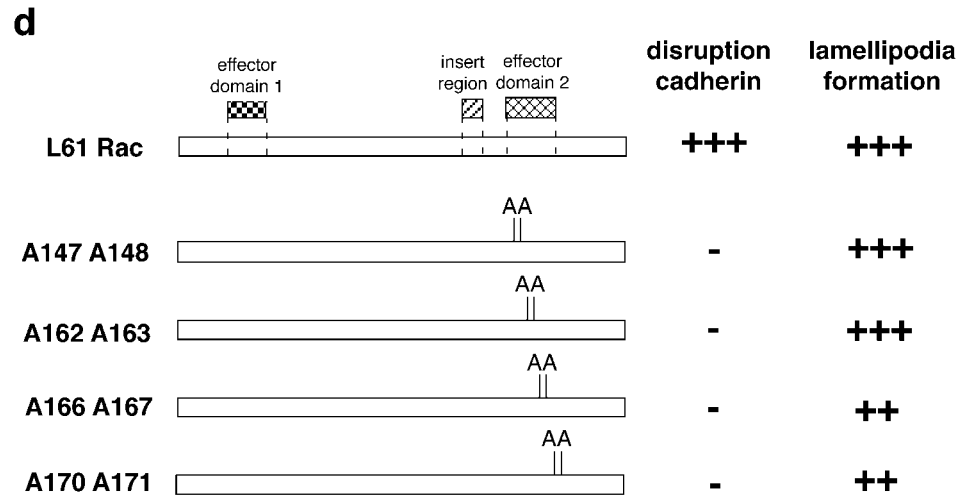 d
effector
domain 1
insert
region
effector
domain 2
disruption
cadherin
lamellipodia
formation
L61 Rac
+++
+++
AA
A147 A148
-
+++
AA
A162 A163
-
+++
AA
A166 A167
-
++
AA
A170 A171
-
++